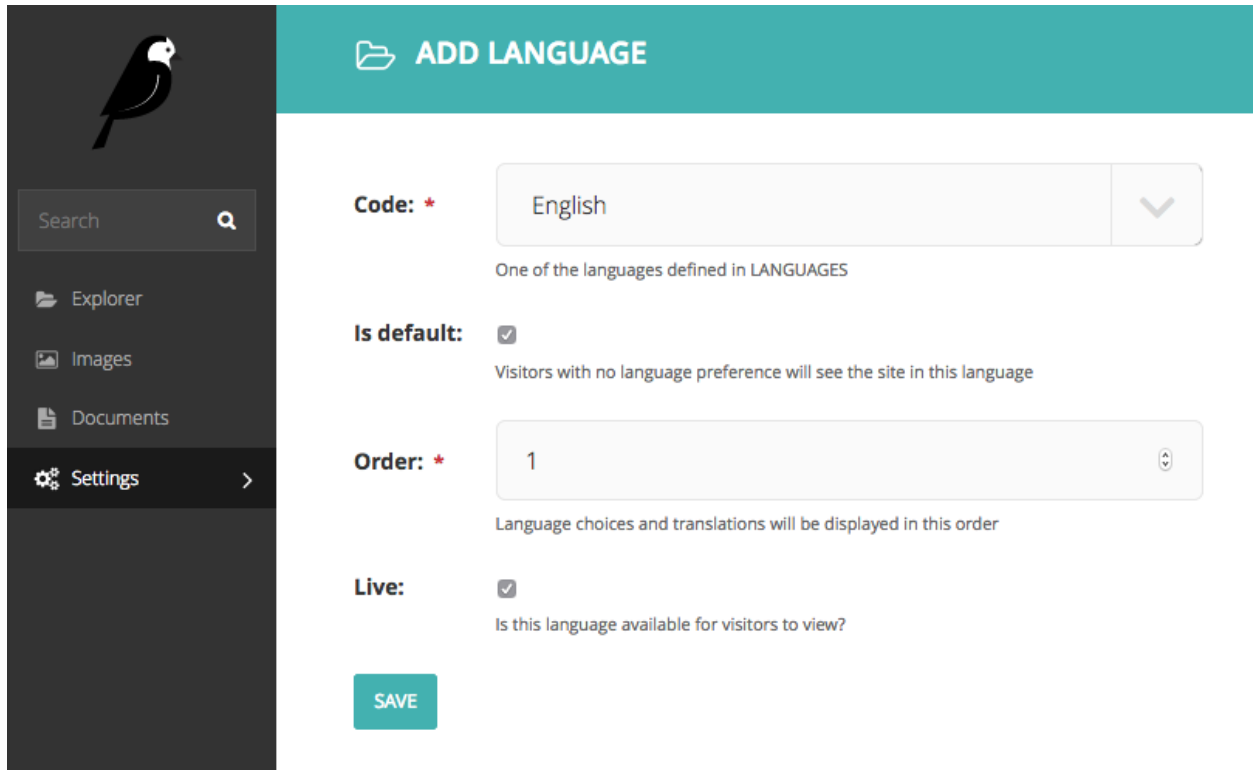 ADD LANGUAGE
Search
Explorer
Images
Documents
Settings
Code: *
English
One of the languages defined in LANGUAGES
Is default:
Visitors with no language preference will see the site in this language
Order: *
1
Language choices and translations will be displayed in this order
Live:
Is this language available for visitors to view?
SAVE